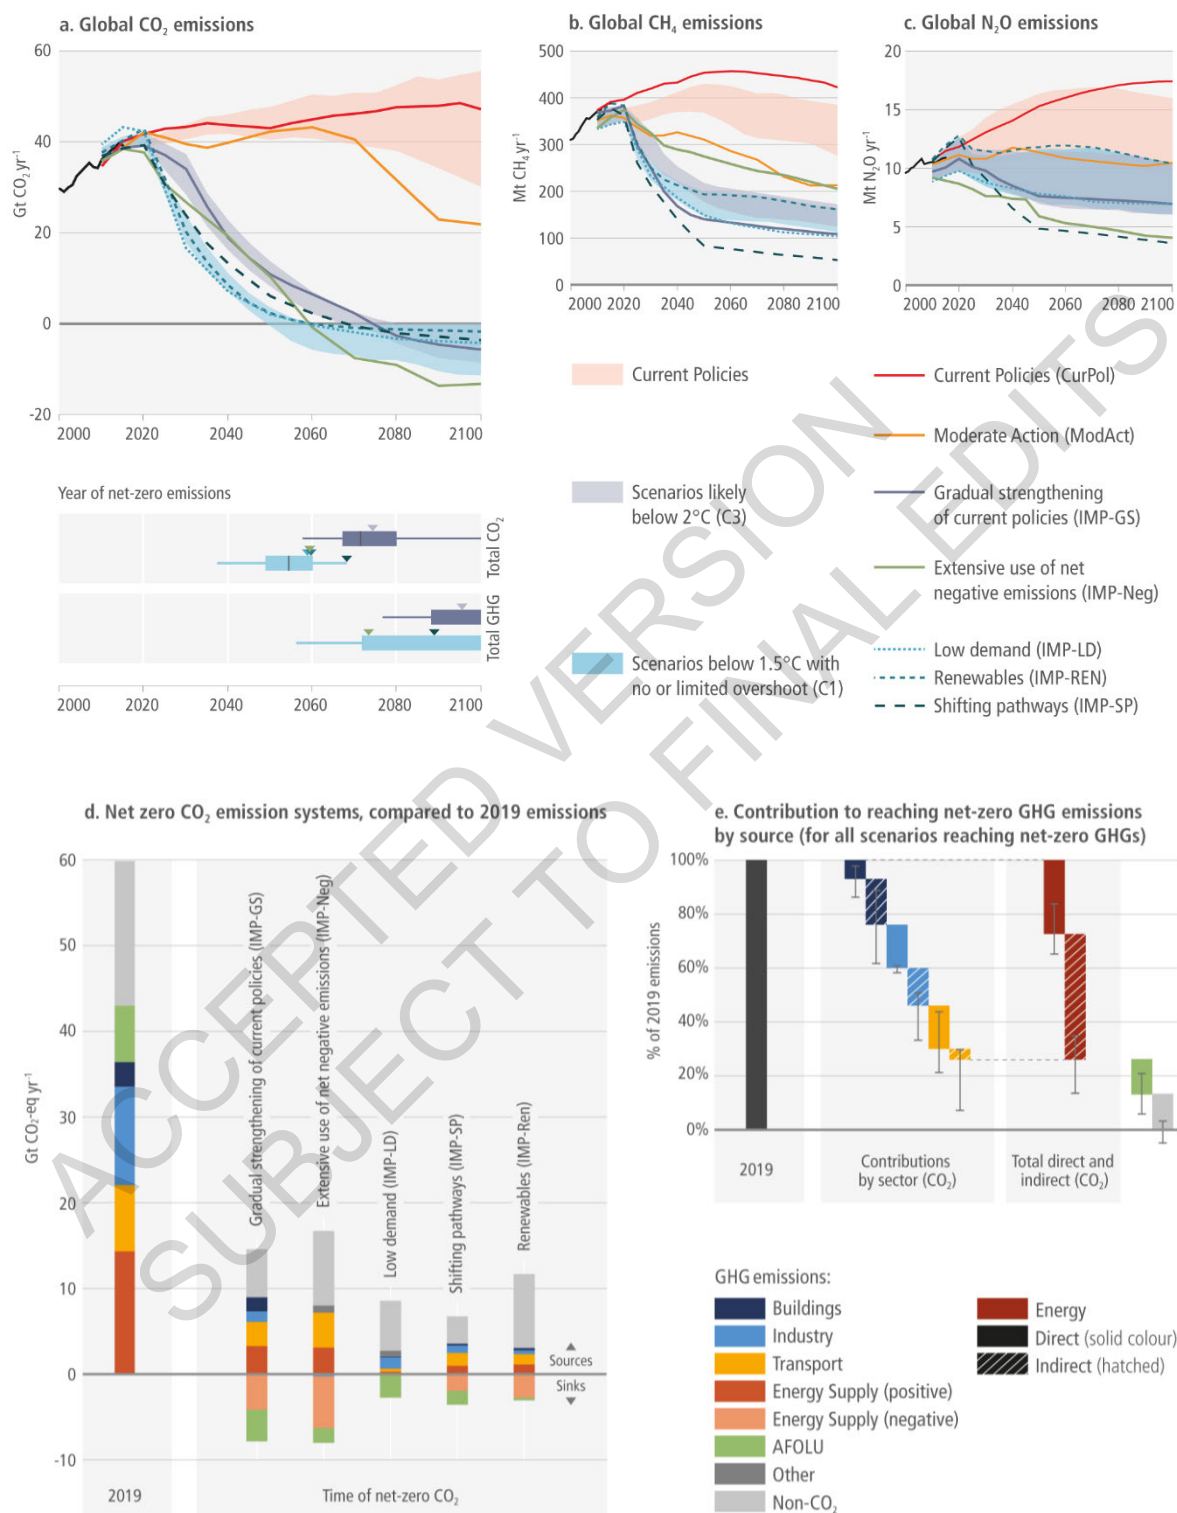 a. Global CO₂ emissions
b. Global CH₄ emissions
c. Global N₂O emissions
Gt CO₂ yr⁻¹
60
40
20
0
-20
2000 2020 2040 2060 2080 2100
Mt CH₄ yr⁻¹
500
400
300
200
100
0
2000 2020 2040 2060 2080 2100
Mt N₂O yr⁻¹
20
15
10
5
0
2000 2020 2040 2060 2080 2100
Year of net-zero emissions
Total CO₂
Total GHG
2000 2020 2040 2060 2080 2100
Current Policies
Scenarios likely
below 2°C (C3)
Scenarios below 1.5°C with
no or limited overshoot (C1)
Current Policies (CurPol)
Moderate Action (ModAct)
Gradual strengthening
of current policies (IMP-GS)
Extensive use of net
negative emissions (IMP-Neg)
Low demand (IMP-LD)
Renewables (IMP-REN)
Shifting pathways (IMP-SP)
d. Net zero CO₂ emission systems, compared to 2019 emissions
Gt CO₂-eq yr⁻¹
60
50
40
30
20
10
0
-10
Gradual strengthening of current policies (IMP-GS)
Extensive use of net negative emissions (IMP-Neg)
Low demand (IMP-LD)
Shifting pathways (IMP-SP)
Renewables (IMP-Ren)
Sources
Sinks
2019
Time of net-zero CO₂
e. Contribution to reaching net-zero GHG emissions
by source (for all scenarios reaching net-zero GHGs)
% of 2019 emissions
100%
80%
60%
40%
20%
0%
2019
Contributions
by sector (CO₂)
Total direct and
indirect (CO₂)
GHG emissions:
Buildings
Industry
Transport
Energy Supply (positive)
Energy Supply (negative)
AFOLU
Other
Non-CO₂
Energy
Direct (solid colour)
Indirect (hatched)
ACCEPTED VERSION
SUBJECT TO FINAL EDITS